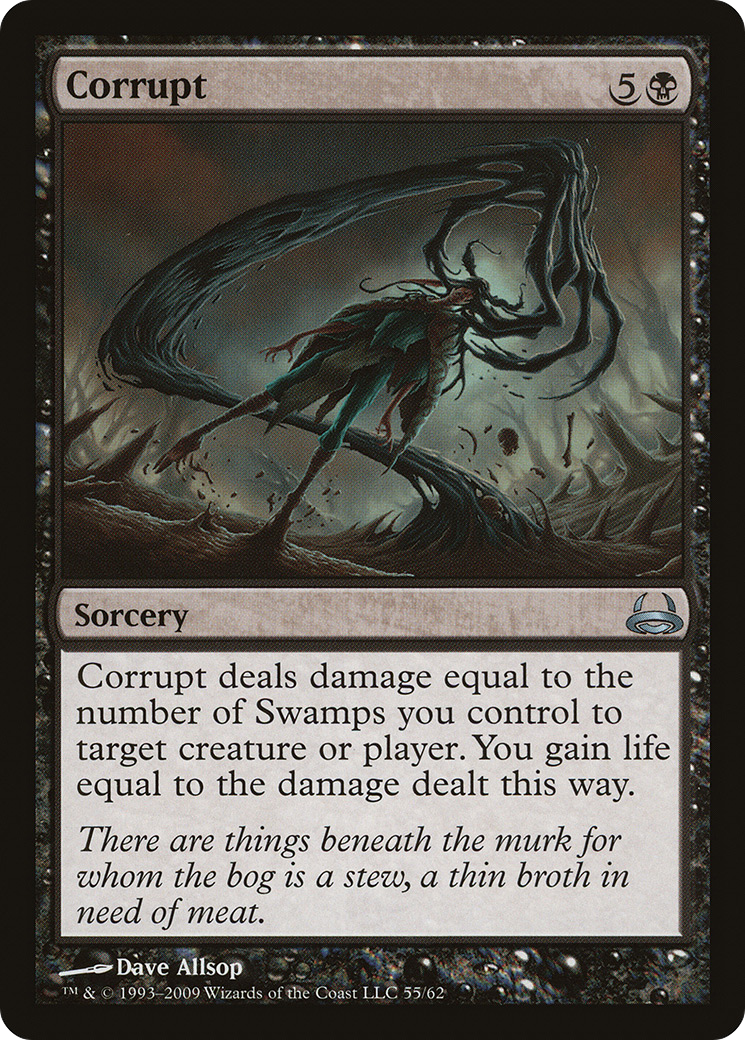 Corrupt 5
Sorcery
Corrupt deals damage equal to the
number of Swamps you control to
target creature or player. You gain life
equal to the damage dealt this way.
There are things beneath the murk for
whom the bog is a stew, a thin broth in
need of meat.
Dave Allsop
™ & © 1993–2009 Wizards of the Coast LLC 55/62